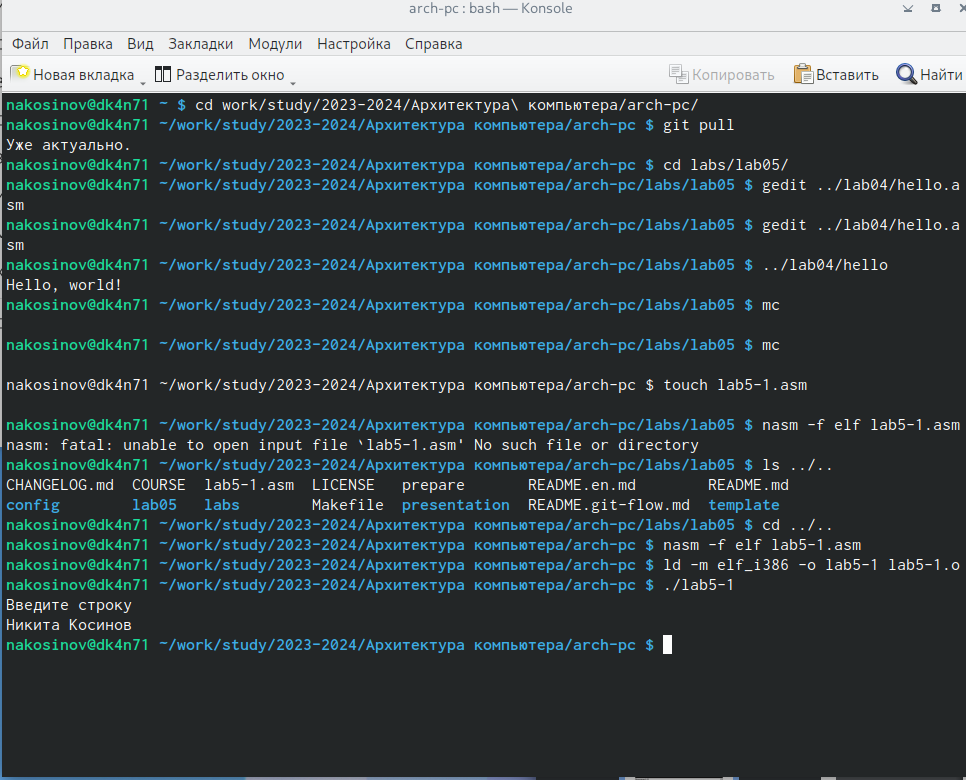 arch-pc : bash — Konsole
Файл Правка Вид Закладки Модули Настройка Справка
Новая вкладка Разделить окно Копировать Вставить Найти
nakosinov@dk4n71 ~ $ cd work/study/2023-2024/Архитектура\ компьютера/arch-pc/
nakosinov@dk4n71 ~/work/study/2023-2024/Архитектура компьютера/arch-pc $ git pull
Уже актуально.
nakosinov@dk4n71 ~/work/study/2023-2024/Архитектура компьютера/arch-pc $ cd labs/lab05/
nakosinov@dk4n71 ~/work/study/2023-2024/Архитектура компьютера/arch-pc/labs/lab05 $ gedit ../lab04/hello.a
sm
nakosinov@dk4n71 ~/work/study/2023-2024/Архитектура компьютера/arch-pc/labs/lab05 $ gedit ../lab04/hello.a
sm
nakosinov@dk4n71 ~/work/study/2023-2024/Архитектура компьютера/arch-pc/labs/lab05 $ ../lab04/hello
Hello, world!
nakosinov@dk4n71 ~/work/study/2023-2024/Архитектура компьютера/arch-pc/labs/lab05 $ mc
nakosinov@dk4n71 ~/work/study/2023-2024/Архитектура компьютера/arch-pc/labs/lab05 $ mc
nakosinov@dk4n71 ~/work/study/2023-2024/Архитектура компьютера/arch-pc $ touch lab5-1.asm
nakosinov@dk4n71 ~/work/study/2023-2024/Архитектура компьютера/arch-pc/labs/lab05 $ nasm -f elf lab5-1.asm
nasm: fatal: unable to open input file `lab5-1.asm' No such file or directory
nakosinov@dk4n71 ~/work/study/2023-2024/Архитектура компьютера/arch-pc/labs/lab05 $ ls ../..
CHANGELOG.md COURSE lab5-1.asm LICENSE prepare README.en.md README.md
config lab05 labs Makefile presentation README.git-flow.md template
nakosinov@dk4n71 ~/work/study/2023-2024/Архитектура компьютера/arch-pc/labs/lab05 $ cd ../..
nakosinov@dk4n71 ~/work/study/2023-2024/Архитектура компьютера/arch-pc $ nasm -f elf lab5-1.asm
nakosinov@dk4n71 ~/work/study/2023-2024/Архитектура компьютера/arch-pc $ ld -m elf_i386 -o lab5-1 lab5-1.o
nakosinov@dk4n71 ~/work/study/2023-2024/Архитектура компьютера/arch-pc $ ./lab5-1
Введите строку
Никита Косинов
nakosinov@dk4n71 ~/work/study/2023-2024/Архитектура компьютера/arch-pc $